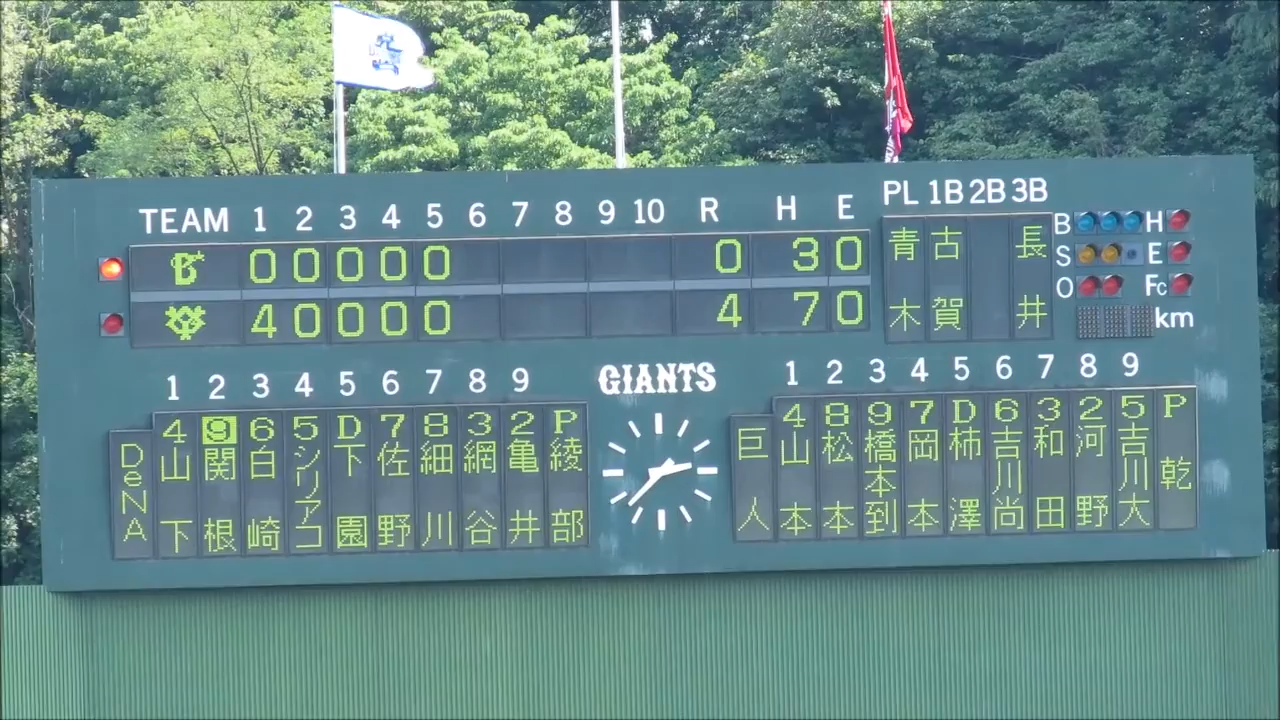 TEAM 1 2 3 4 5 6 7 8 9 10 R H E
0 0 0 0 0 0 3 0
4 0 0 0 0 4 7 0
PL 1B 2B 3B
青木 古賀 長井
B H
S E
O Fc
km
GIANTS
1 2 3 4 5 6 7 8 9
4 9 6 5 D 7 8 3 2 P
DeNA 山下 関根 白崎 シリアコ 下園 佐野 細川 網谷 亀井 綾部
1 2 3 4 5 6 7 8 9
4 8 9 7 D 6 3 2 5 P
巨人 山本 松本 橋本到 岡本 柿澤 吉川尚 和田 河野 吉川大 乾